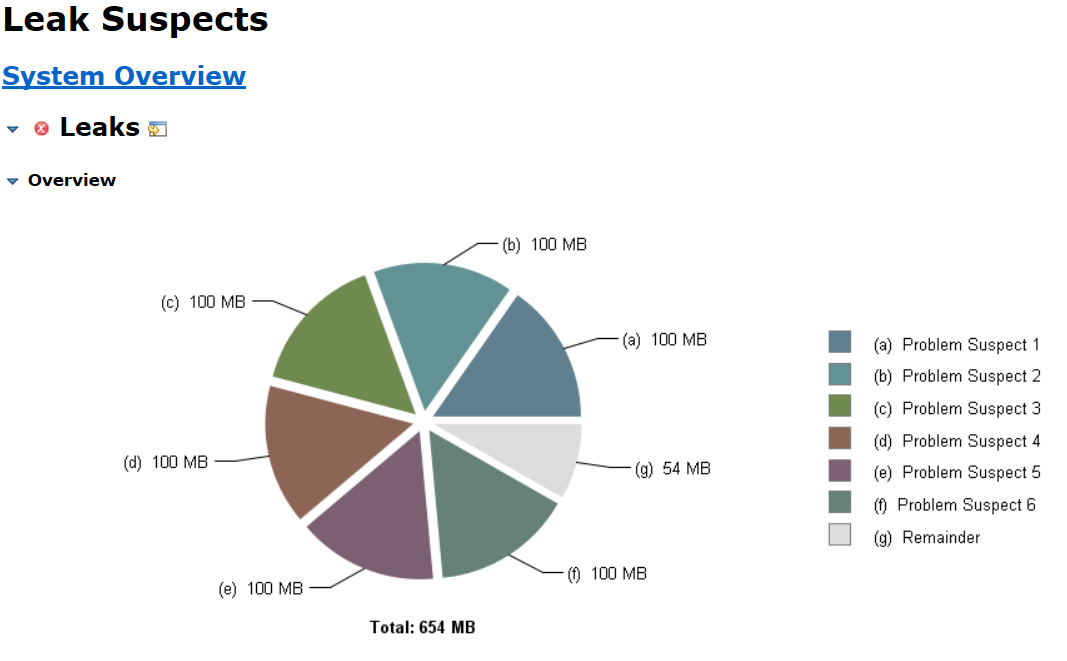 Leak Suspects
System Overview
Leaks
Overview
(b) 100 MB
(c) 100 MB
(a) 100 MB
(d) 100 MB
(g) 54 MB
(e) 100 MB
(f) 100 MB
Total: 654 MB
(a) Problem Suspect 1
(b) Problem Suspect 2
(c) Problem Suspect 3
(d) Problem Suspect 4
(e) Problem Suspect 5
(f) Problem Suspect 6
(g) Remainder